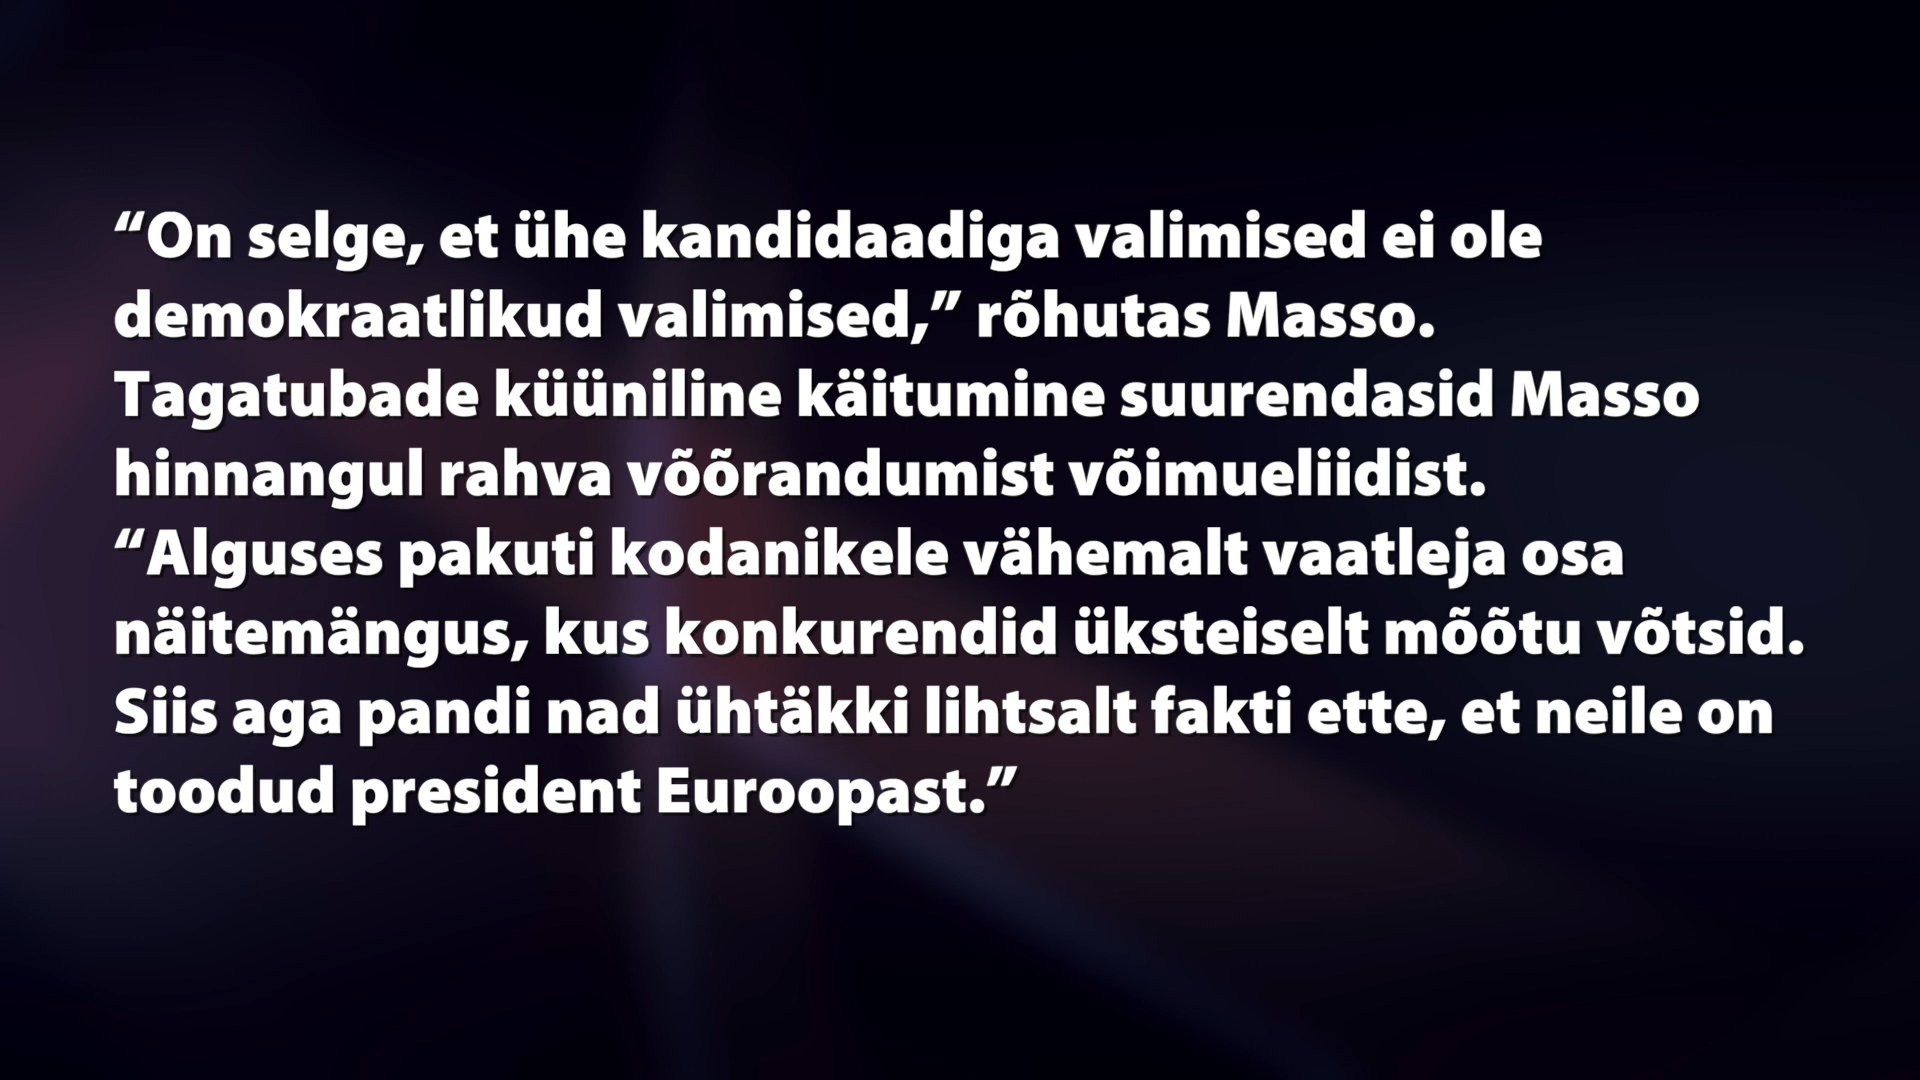 “On selge, et ühe kandidaadiga valimised ei ole
demokraatlikud valimised,” rõhutas Masso.
Tagatubade küüniline käitumine suurendasid Masso
hinnangul rahva võõrandumist võimueliidist.
“Alguses pakuti kodanikele vähemalt vaatleja osa
näitemängus, kus konkurendid üksteiselt mõõtu võtsid.
Siis aga pandi nad ühtäkki lihtsalt fakti ette, et neile on
toodud president Euroopast.”